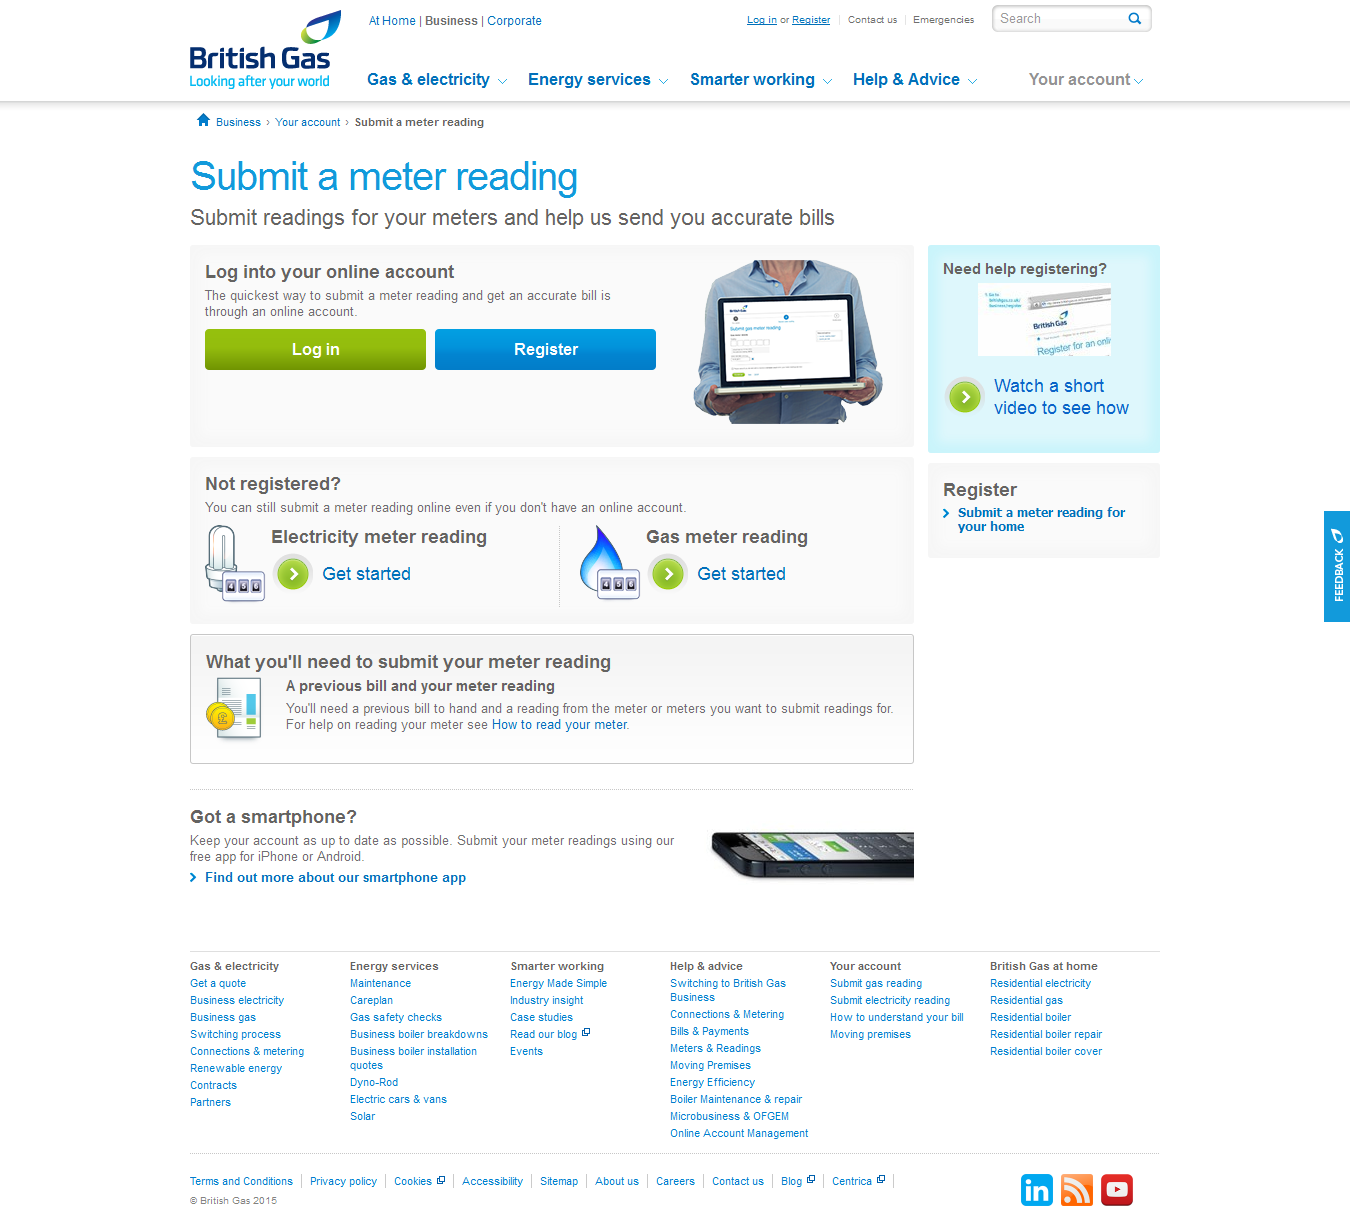 British Gas
Looking after your world
At Home | Business | Corporate
Log in or Register
Contact us
Emergencies
Search
Gas & electricity
Energy services
Smarter working
Help & Advice
Your account
Business › Your account › Submit a meter reading
Submit a meter reading
Submit readings for your meters and help us send you accurate bills
Log into your online account
The quickest way to submit a meter reading and get an accurate bill is
through an online account.
Log in
Register
British Gas
Submit gas meter reading
Need help registering?
British Gas
Register for an onli
Watch a short
video to see how
Not registered?
You can still submit a meter reading online even if you don't have an online account.
Electricity meter reading
Get started
Gas meter reading
Get started
Register
Submit a meter reading for
your home
FEEDBACK
What you'll need to submit your meter reading
A previous bill and your meter reading
You'll need a previous bill to hand and a reading from the meter or meters you want to submit readings for.
For help on reading your meter see How to read your meter.
Got a smartphone?
Keep your account as up to date as possible. Submit your meter readings using our
free app for iPhone or Android.
Find out more about our smartphone app
Gas & electricity
Get a quote
Business electricity
Business gas
Switching process
Connections & metering
Renewable energy
Contracts
Partners
Energy services
Maintenance
Careplan
Gas safety checks
Business boiler breakdowns
Business boiler installation
quotes
Dyno-Rod
Electric cars & vans
Solar
Smarter working
Energy Made Simple
Industry insight
Case studies
Read our blog
Events
Help & advice
Switching to British Gas
Business
Connections & Metering
Bills & Payments
Meters & Readings
Moving Premises
Energy Efficiency
Boiler Maintenance & repair
Microbusiness & OFGEM
Online Account Management
Your account
Submit gas reading
Submit electricity reading
How to understand your bill
Moving premises
British Gas at home
Residential electricity
Residential gas
Residential boiler
Residential boiler repair
Residential boiler cover
Terms and Conditions
Privacy policy
Cookies
Accessibility
Sitemap
About us
Careers
Contact us
Blog
Centrica
© British Gas 2015